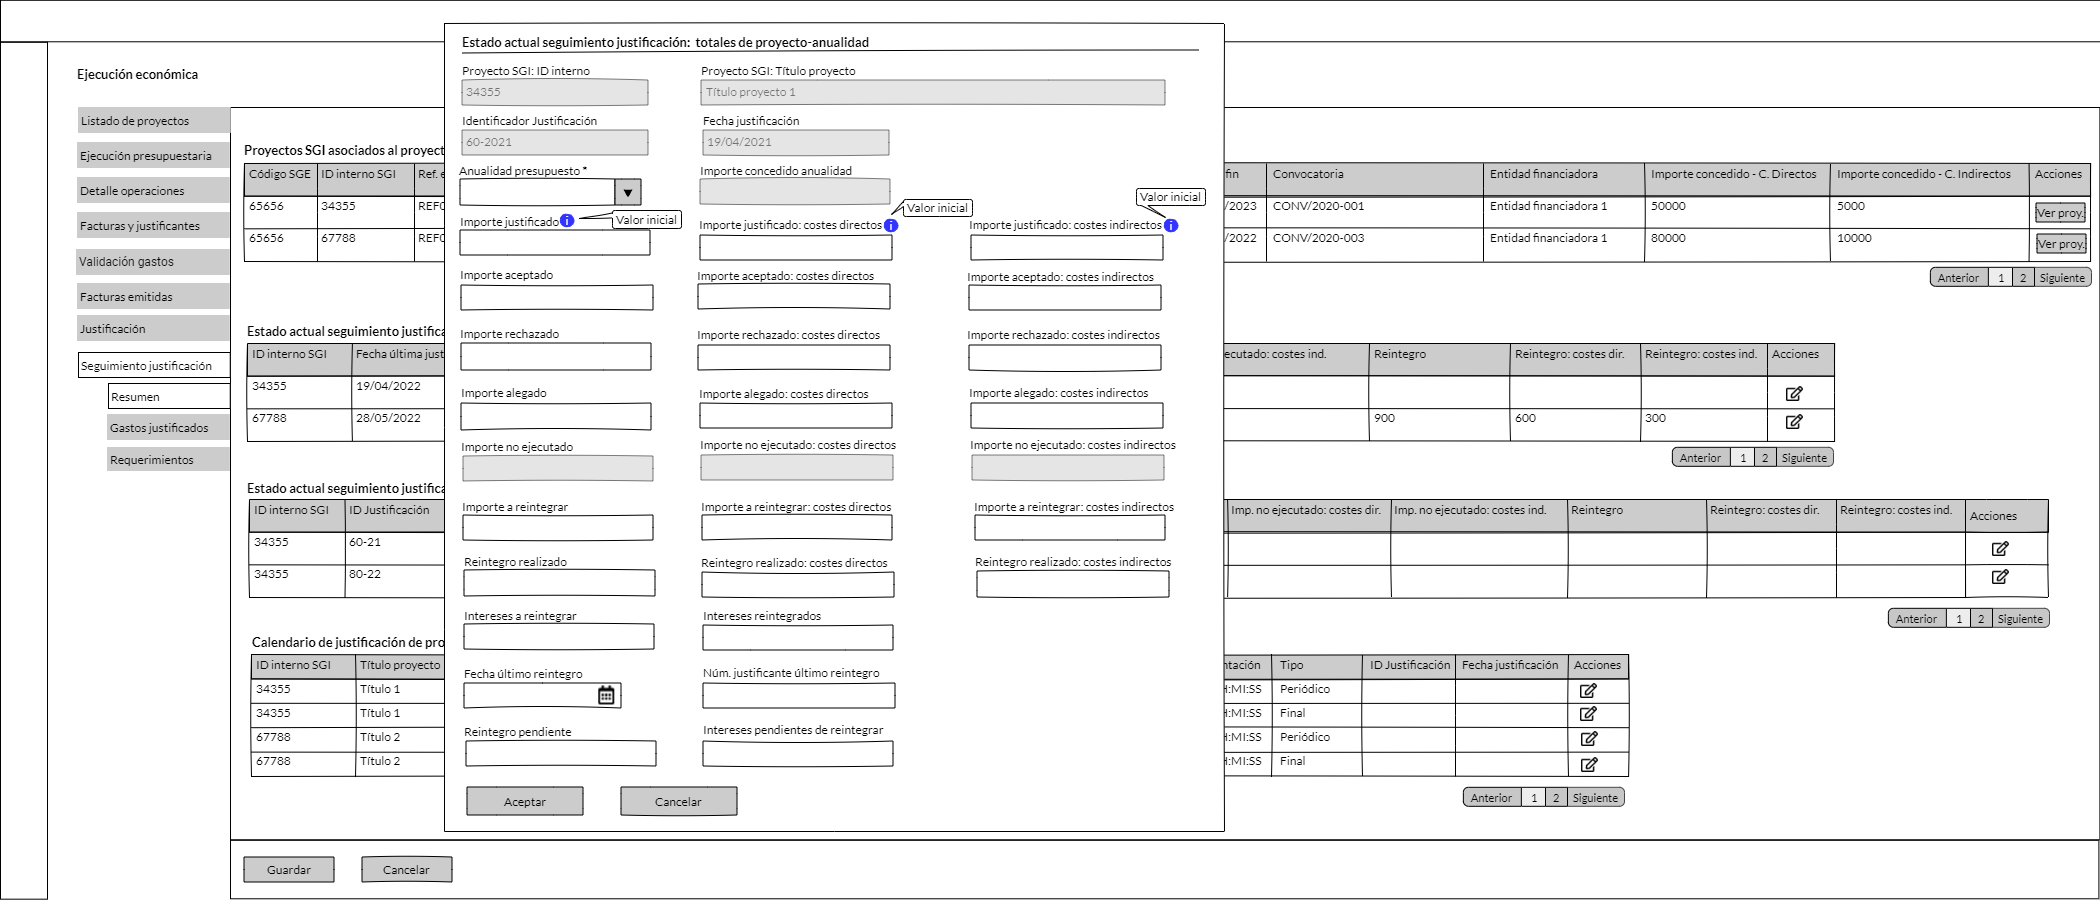 Ejecución económica
Listado de proyectos
Ejecución presupuestaria
Detalle operaciones
Facturas y justificantes
Validación gastos
Facturas emitidas
Justificación
Seguimiento justificación
Resumen
Gastos justificados
Requerimientos
Estado actual seguimiento justificación: totales de proyecto-anualidad
Proyecto SGI: ID interno Proyecto SGI: Título proyecto
34355 Título proyecto 1
Identificador Justificación Fecha justificación
60-2021 19/04/2021
Anualidad presupuesto * Importe concedido anualidad
Valor inicial Valor inicial Valor inicial
Importe justificado Importe justificado: costes directos Importe justificado: costes indirectos
Importe aceptado Importe aceptado: costes directos Importe aceptado: costes indirectos
Importe rechazado Importe rechazado: costes directos Importe rechazado: costes indirectos
Importe alegado Importe alegado: costes directos Importe alegado: costes indirectos
Importe no ejecutado Importe no ejecutado: costes directos Importe no ejecutado: costes indirectos
Importe a reintegrar Importe a reintegrar: costes directos Importe a reintegrar: costes indirectos
Reintegro realizado Reintegro realizado: costes directos Reintegro realizado: costes indirectos
Intereses a reintegrar Intereses reintegrados
Fecha último reintegro Núm. justificante último reintegro
Reintegro pendiente Intereses pendientes de reintegrar
Aceptar Cancelar
Proyectos SGI asociados al proyect
Código SGE ID interno SGI Ref. e fin Convocatoria Entidad financiadora Importe concedido - C. Directos Importe concedido - C. Indirectos Acciones
65656 34355 REF0 /2023 CONV/2020-001 Entidad financiadora 1 50000 5000 Ver proy.
65656 67788 REF0 /2022 CONV/2020-003 Entidad financiadora 1 80000 10000 Ver proy.
Anterior 1 2 Siguiente
Estado actual seguimiento justifica
ID interno SGI Fecha última just ecutado: costes ind. Reintegro Reintegro: costes dir. Reintegro: costes ind. Acciones
34355 19/04/2022
67788 28/05/2022 900 600 300
Anterior 1 2 Siguiente
Estado actual seguimiento justifica
ID interno SGI ID Justificación Imp. no ejecutado: costes dir. Imp. no ejecutado: costes ind. Reintegro Reintegro: costes dir. Reintegro: costes ind. Acciones
34355 60-21
34355 80-22
Anterior 1 2 Siguiente
Calendario de justificación de pro
ID interno SGI Título proyecto ntación Tipo ID Justificación Fecha justificación Acciones
34355 Título 1 :MI:SS Periódico
34355 Título 1 :MI:SS Final
67788 Título 2 :MI:SS Periódico
67788 Título 2 :MI:SS Final
Anterior 1 2 Siguiente
Guardar Cancelar